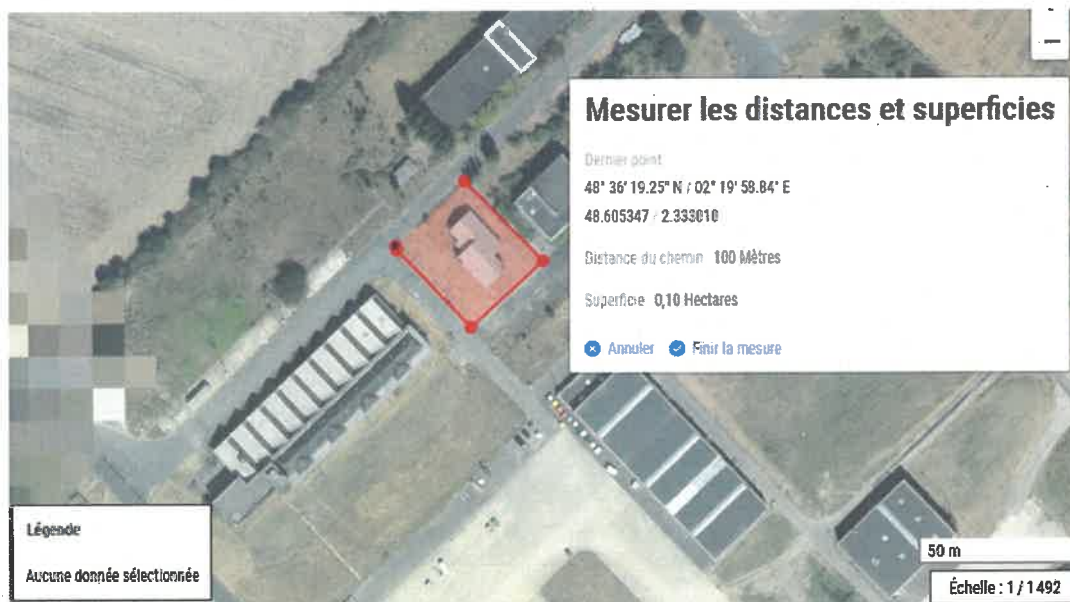 Mesurer les distances et superficies
Dernier point
48° 36' 19.25" N / 02° 19' 58.84" E
48.605347 / 2.333010
Distance du chemin 100 Mètres
Superficie 0,10 Hectares
Annuler Finir la mesure
Légende
Aucune donnée sélectionnée
50 m
Échelle : 1 / 1492